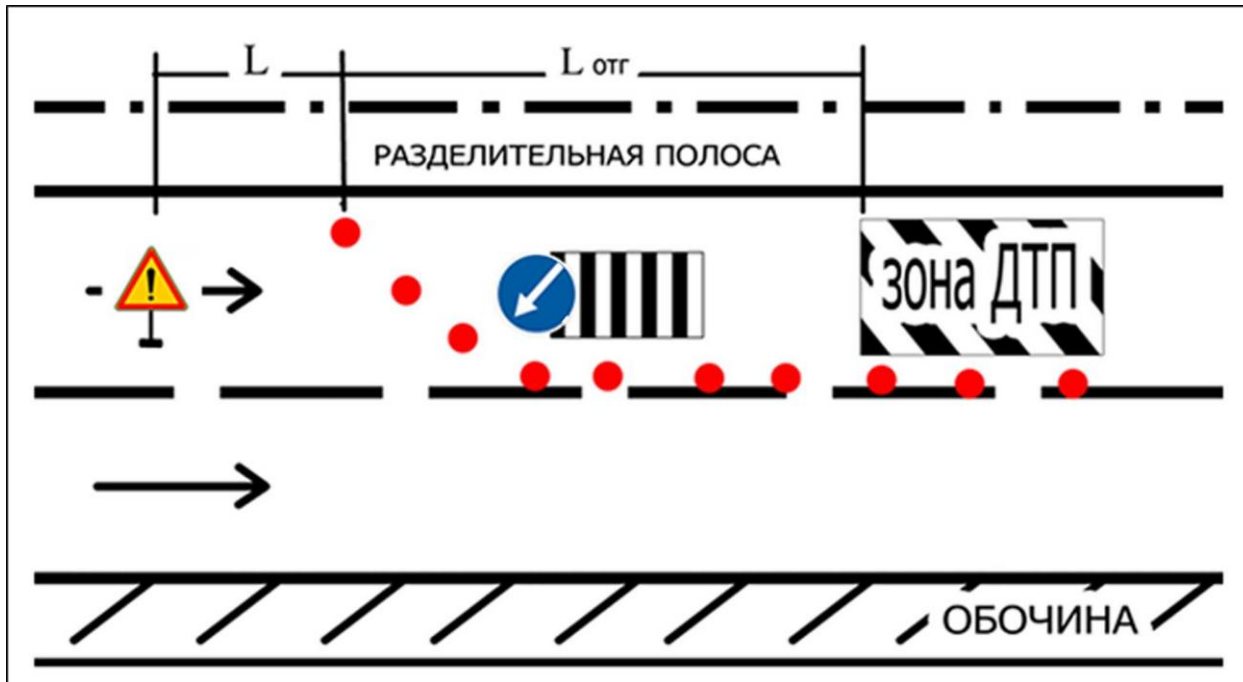 L
L отг
РАЗДЕЛИТЕЛЬНАЯ ПОЛОСА
!
зона ДТП
ОБОЧИНА